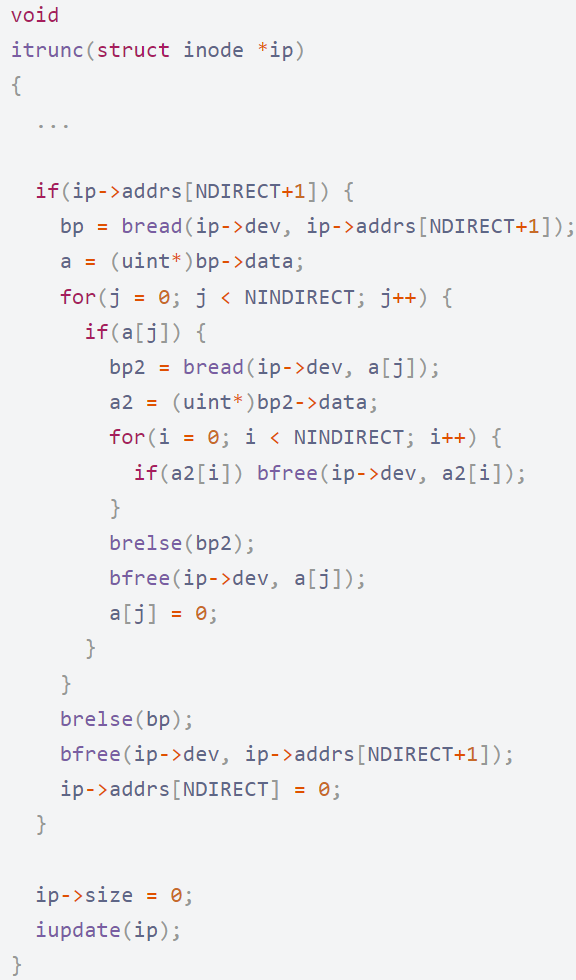 void
itrunc(struct inode *ip)
{
  ...

  if(ip->addrs[NDIRECT+1]) {
    bp = bread(ip->dev, ip->addrs[NDIRECT+1]);
    a = (uint*)bp->data;
    for(j = 0; j < NINDIRECT; j++) {
      if(a[j]) {
        bp2 = bread(ip->dev, a[j]);
        a2 = (uint*)bp2->data;
        for(i = 0; i < NINDIRECT; i++) {
          if(a2[i]) bfree(ip->dev, a2[i]);
        }
        brelse(bp2);
        bfree(ip->dev, a[j]);
        a[j] = 0;
      }
    }
    brelse(bp);
    bfree(ip->dev, ip->addrs[NDIRECT+1]);
    ip->addrs[NDIRECT] = 0;
  }

  ip->size = 0;
  iupdate(ip);
}